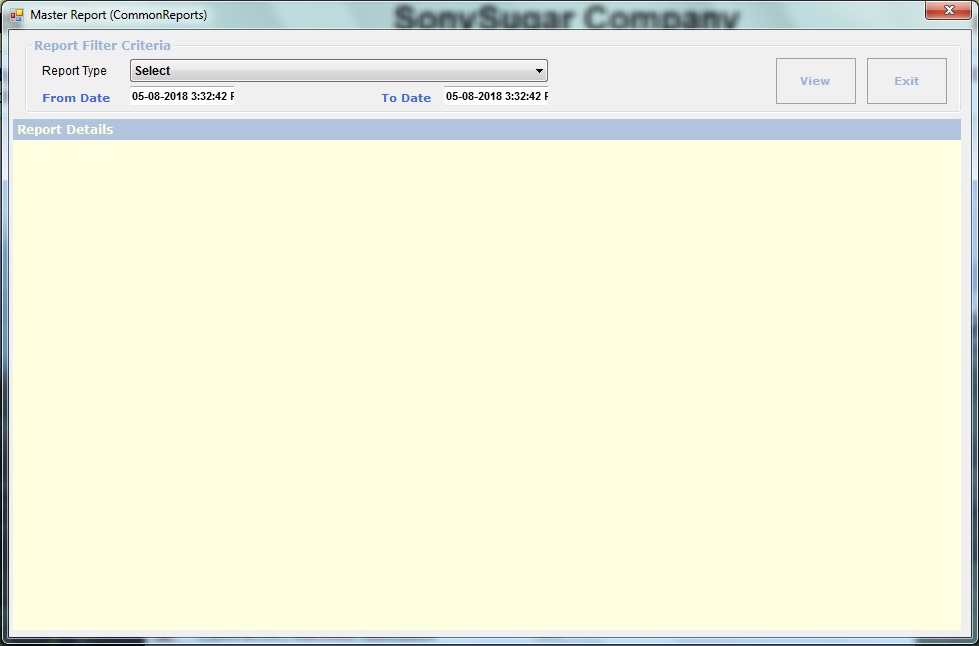 Master Report (CommonReports)
SonySugar Company
Report Filter Criteria
Report Type
Select
From Date
05-08-2018 3:32:42
To Date
05-08-2018 3:32:42
View
Exit
Report Details